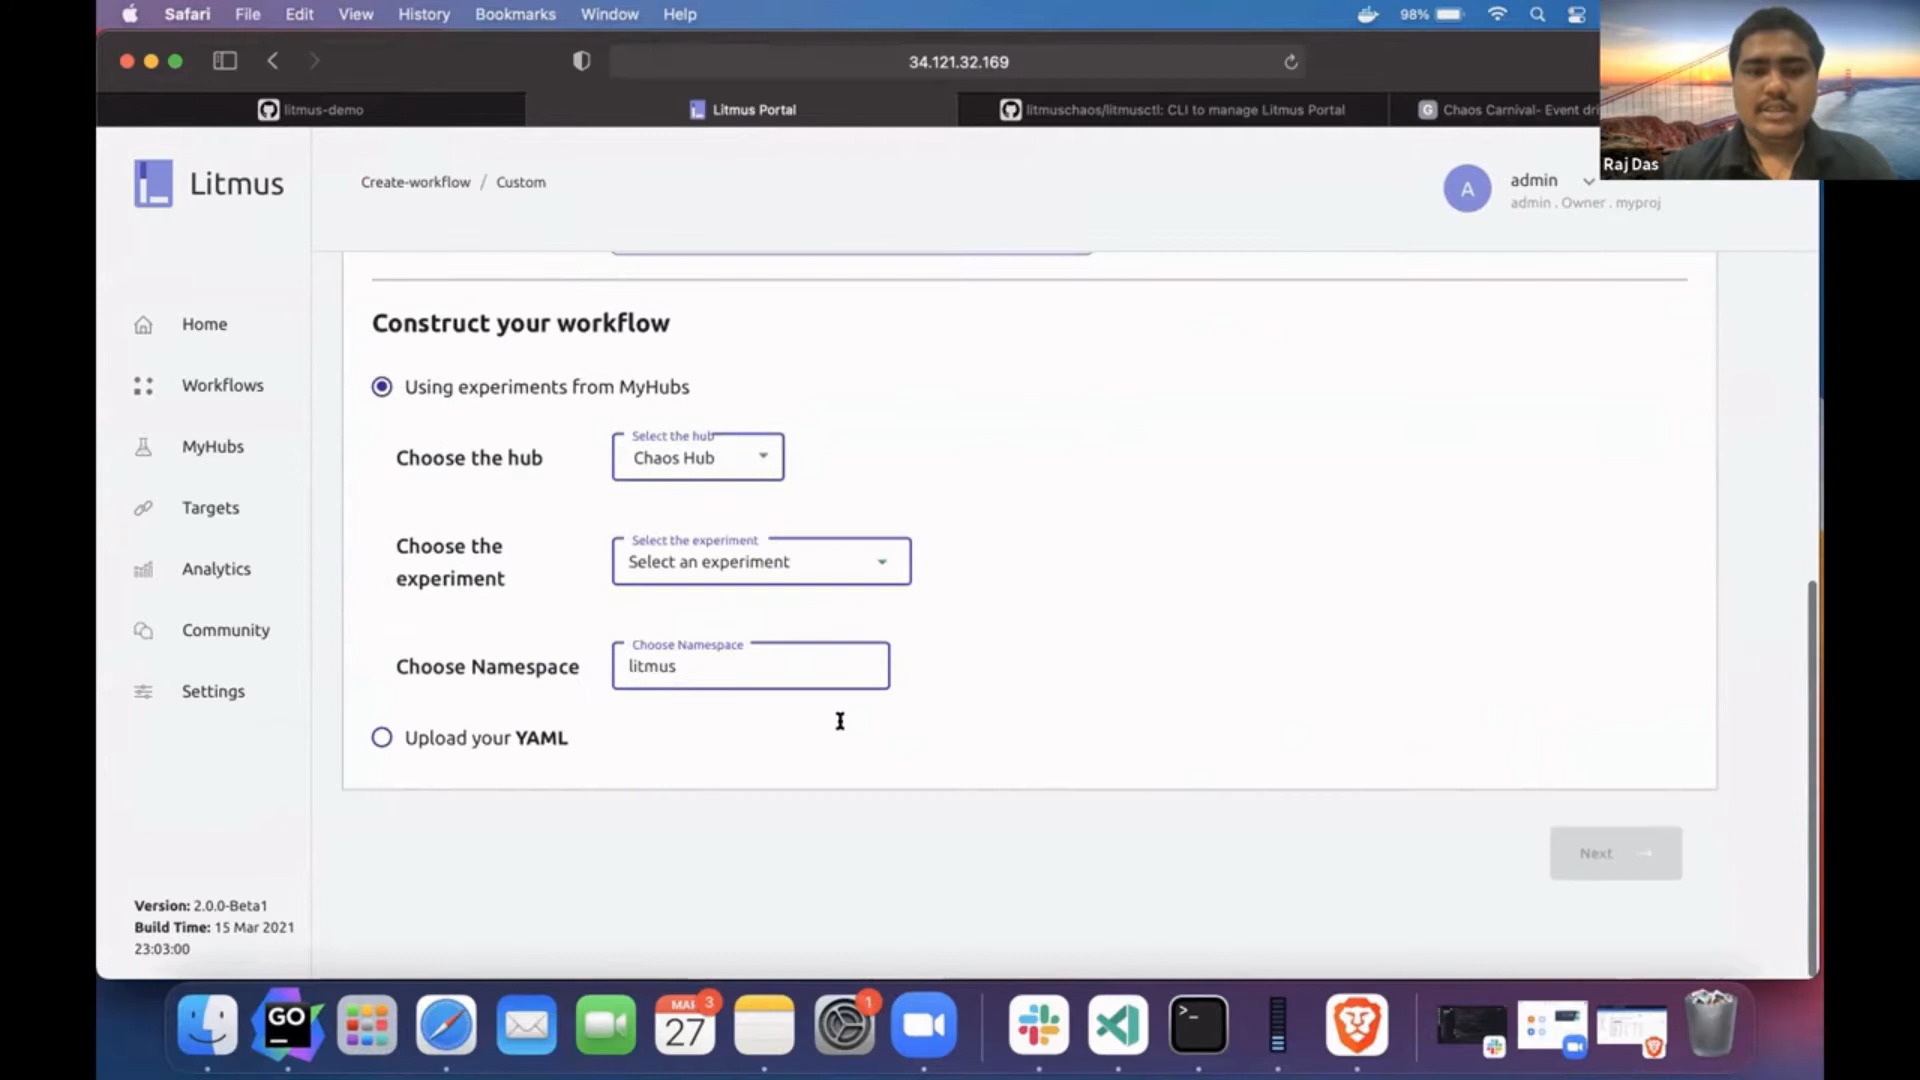 Safari File Edit View History Bookmarks Window Help
98%
34.121.32.169
litmus-demo
Litmus Portal
litmuschaos/litmusctl: CLI to manage Litmus Portal
Chaos Carnival- Event dri
Raj Das
Litmus
Create-workflow / Custom
A
admin
admin . Owner . myproj
Home
Workflows
MyHubs
Targets
Analytics
Community
Settings
Version: 2.0.0-Beta1
Build Time: 15 Mar 2021
23:03:00
Construct your workflow
Using experiments from MyHubs
Choose the hub
Select the hub
Chaos Hub
Choose the
experiment
Select the experiment
Select an experiment
Choose Namespace
Choose Namespace
litmus
Upload your YAML
Next
GO
MAR
3
27
1